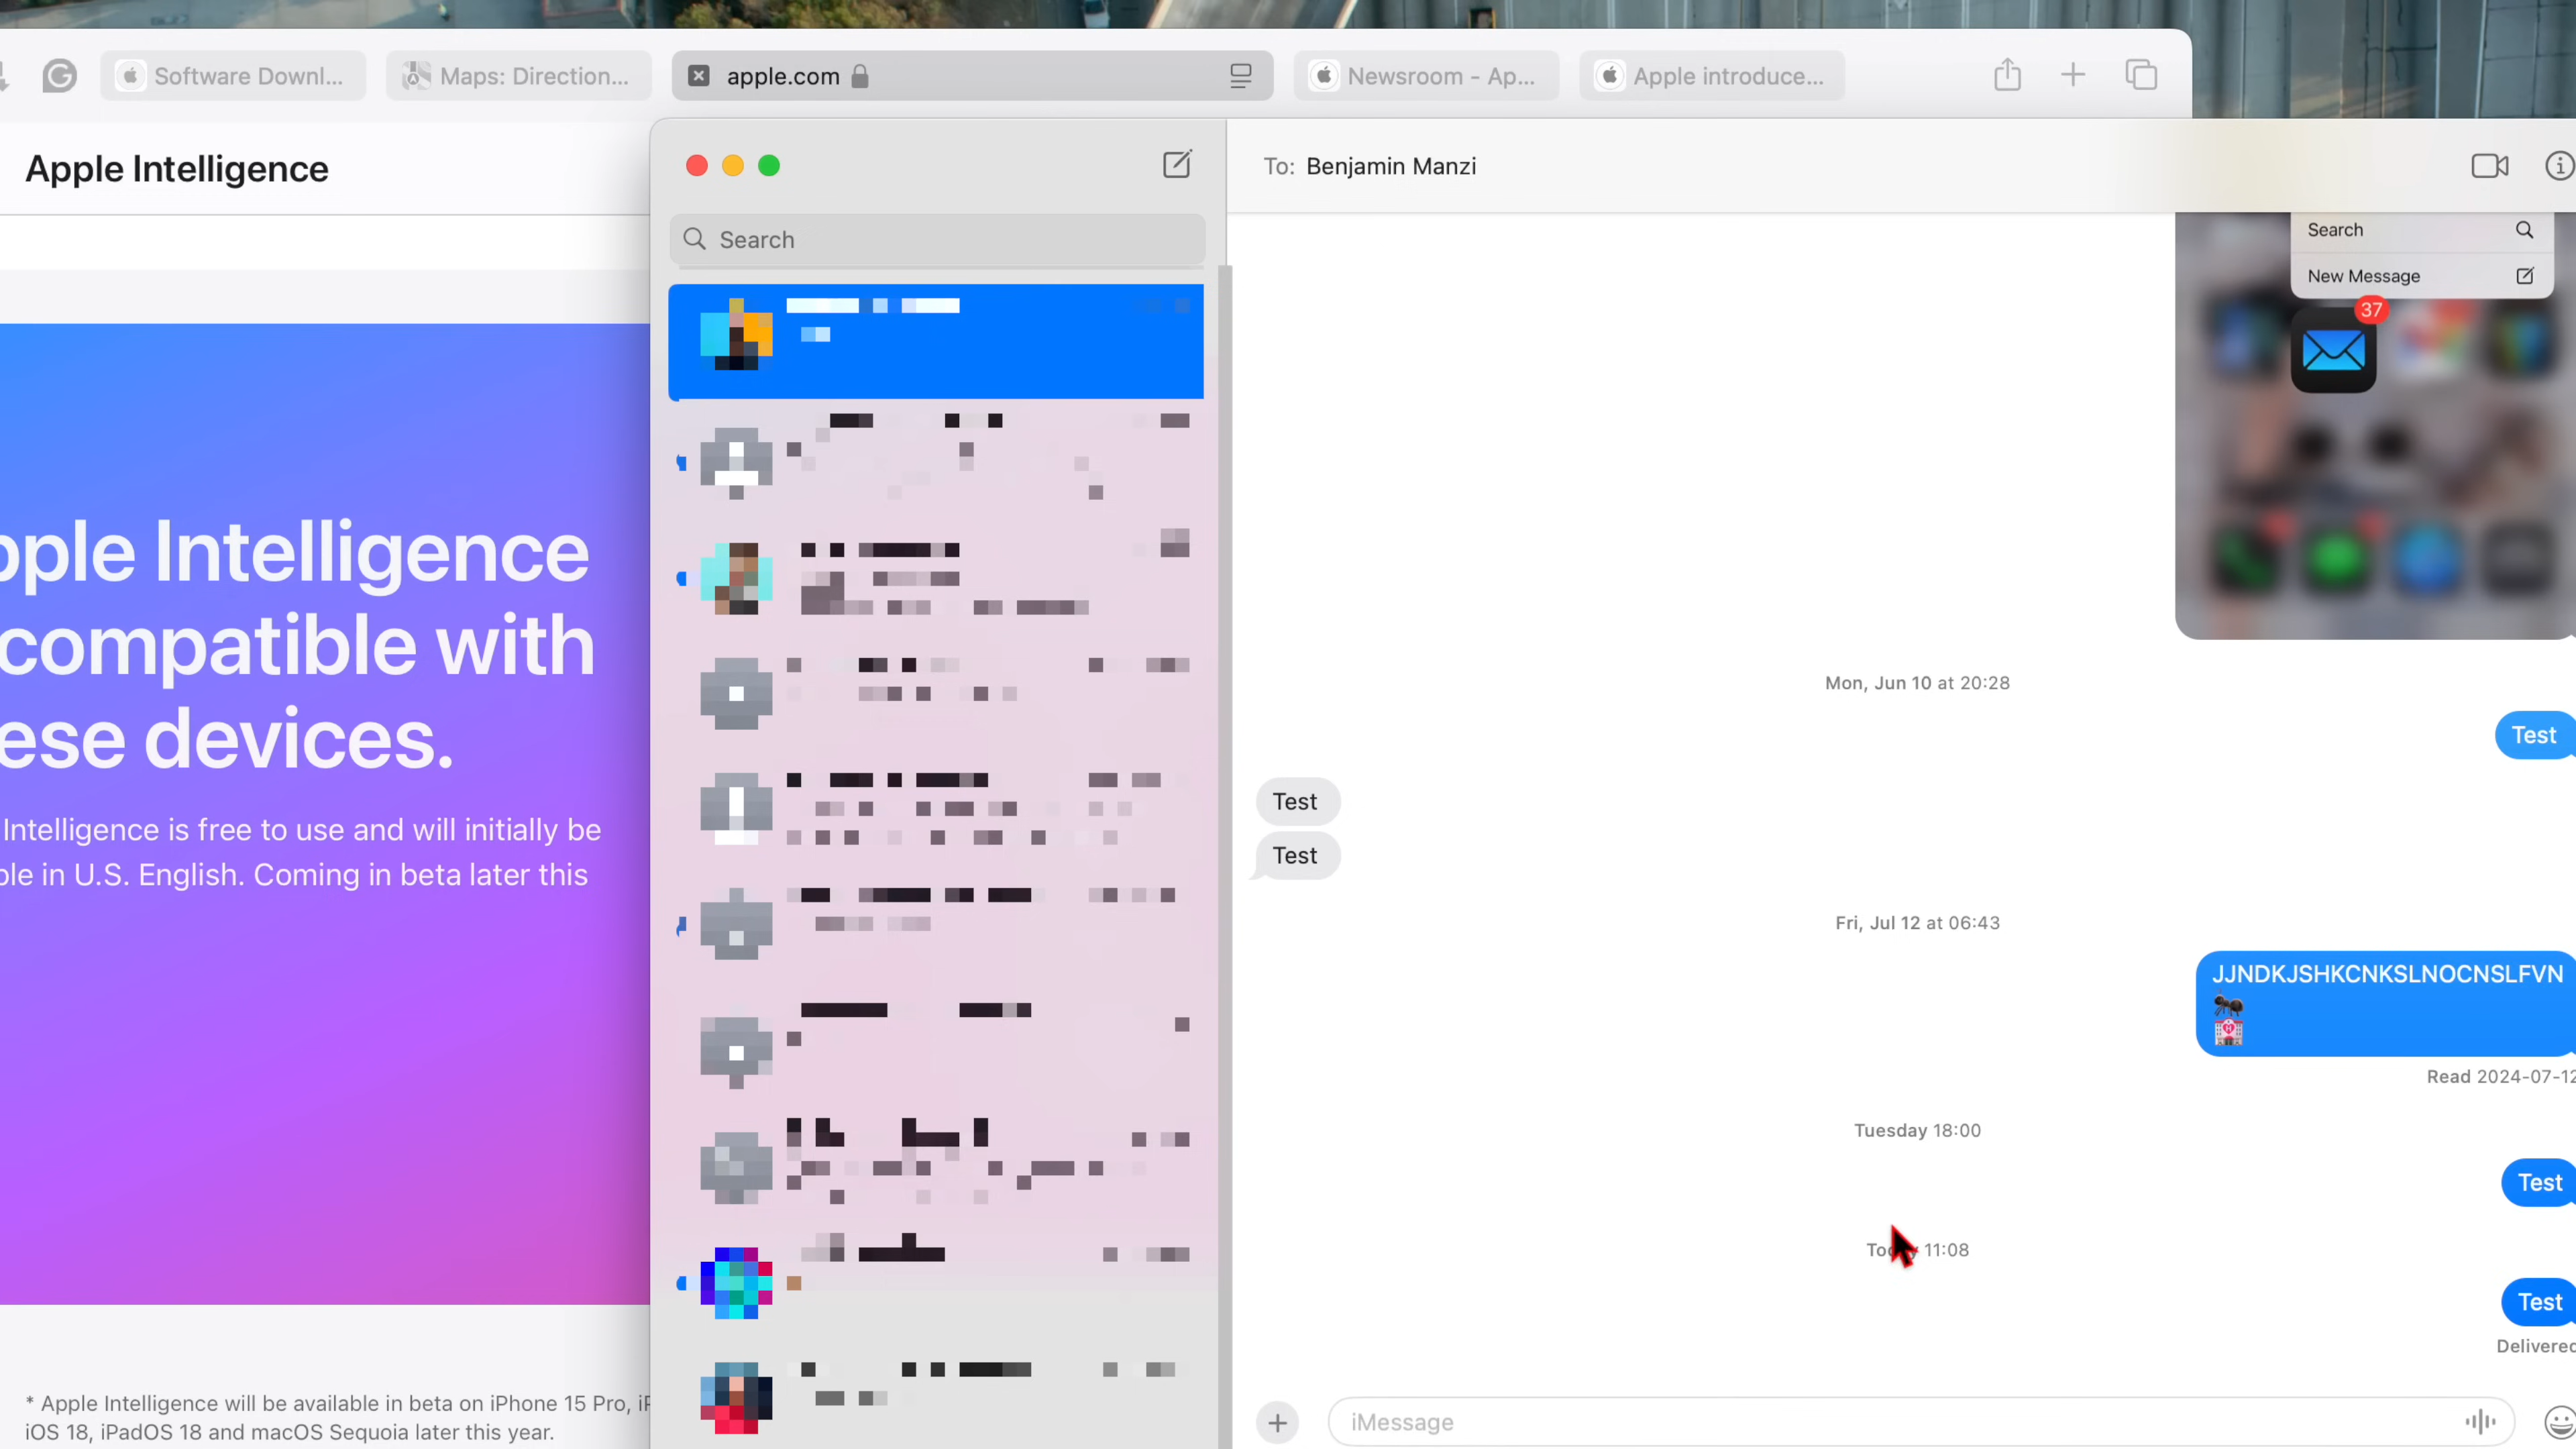 Software Downl...
Maps: Direction...
apple.com
Newsroom - Ap...
Apple introduce...
Apple Intelligence
pple Intelligence
compatible with
ese devices.
Intelligence is free to use and will initially be
ble in U.S. English. Coming in beta later this
* Apple Intelligence will be available in beta on iPhone 15 Pro, iP
iOS 18, iPadOS 18 and macOS Sequoia later this year.
Search
To: Benjamin Manzi
Search
New Message
37
Mon, Jun 10 at 20:28
Test
Test
Test
Fri, Jul 12 at 06:43
JJNDKJSHKCNKSLNOCNSLFVN
🐜
🏩
Read 2024-07-12
Tuesday 18:00
Test
Today 11:08
Test
Delivered
iMessage